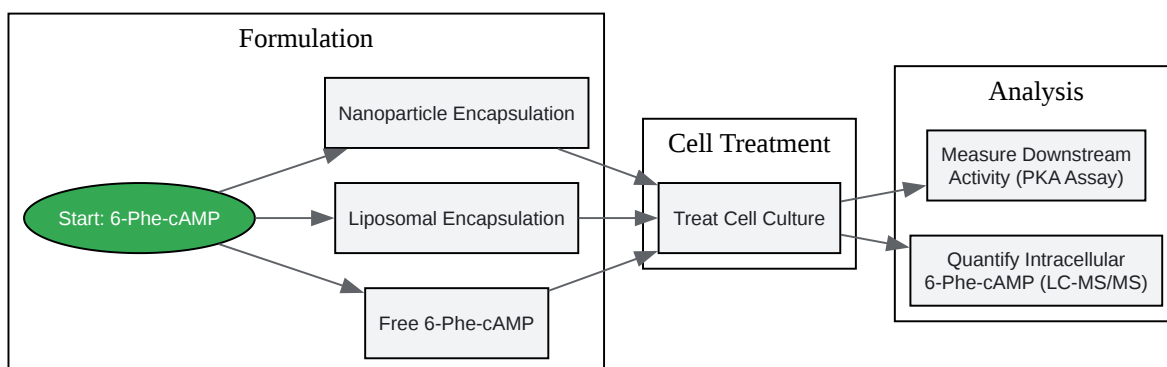 Formulation
Nanoparticle Encapsulation
Start: 6-Phe-cAMP
Liposomal Encapsulation
Free 6-Phe-cAMP
Cell Treatment
Treat Cell Culture
Analysis
Measure Downstream
Activity (PKA Assay)
Quantify Intracellular
6-Phe-cAMP (LC-MS/MS)